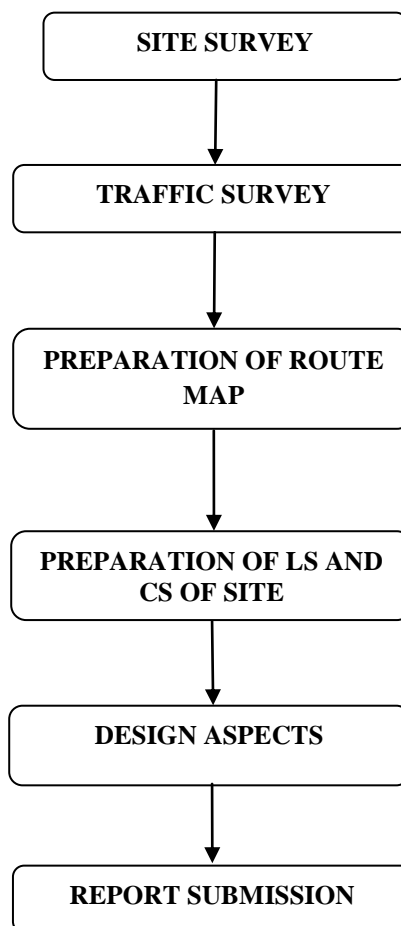 SITE SURVEY
TRAFFIC SURVEY
PREPARATION OF ROUTE
MAP
PREPARATION OF LS AND
CS OF SITE
DESIGN ASPECTS
REPORT SUBMISSION